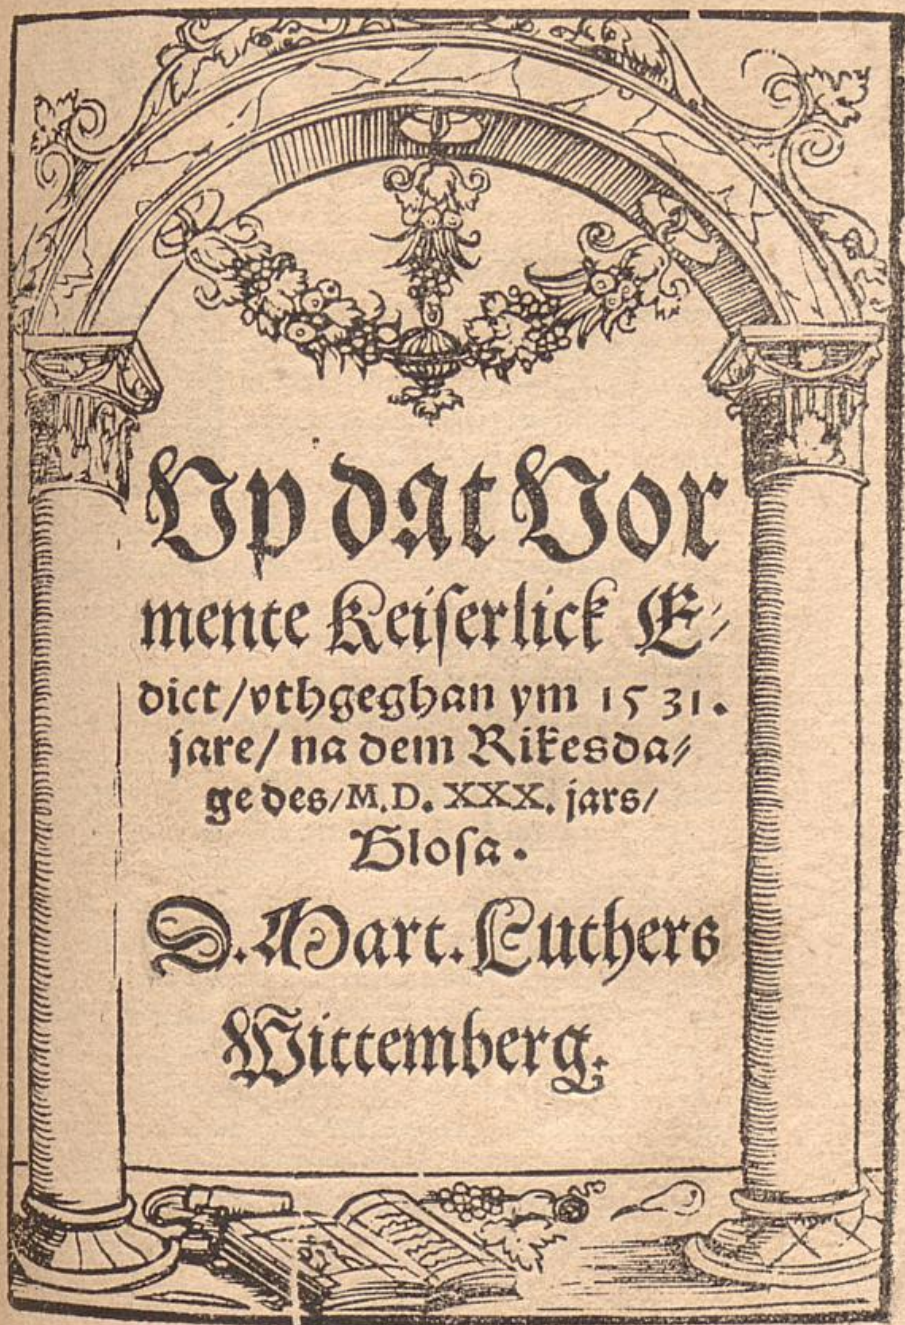 Vp dat Vor
mente Keiserlick E⸗
dict/vthgeghan ym 1531.
jare/ na dem Rikesda⸗
ge des/M.D. XXX. jars/
Glosa.
D. Mart. Luthers
Wittemberg.